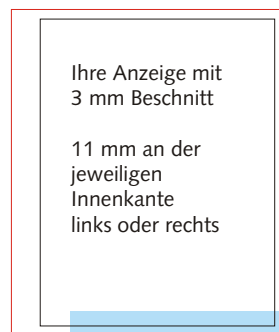 Ihre Anzeige mit
3 mm Beschnitt
11 mm an der
jeweiligen
Innenkante
links oder rechts